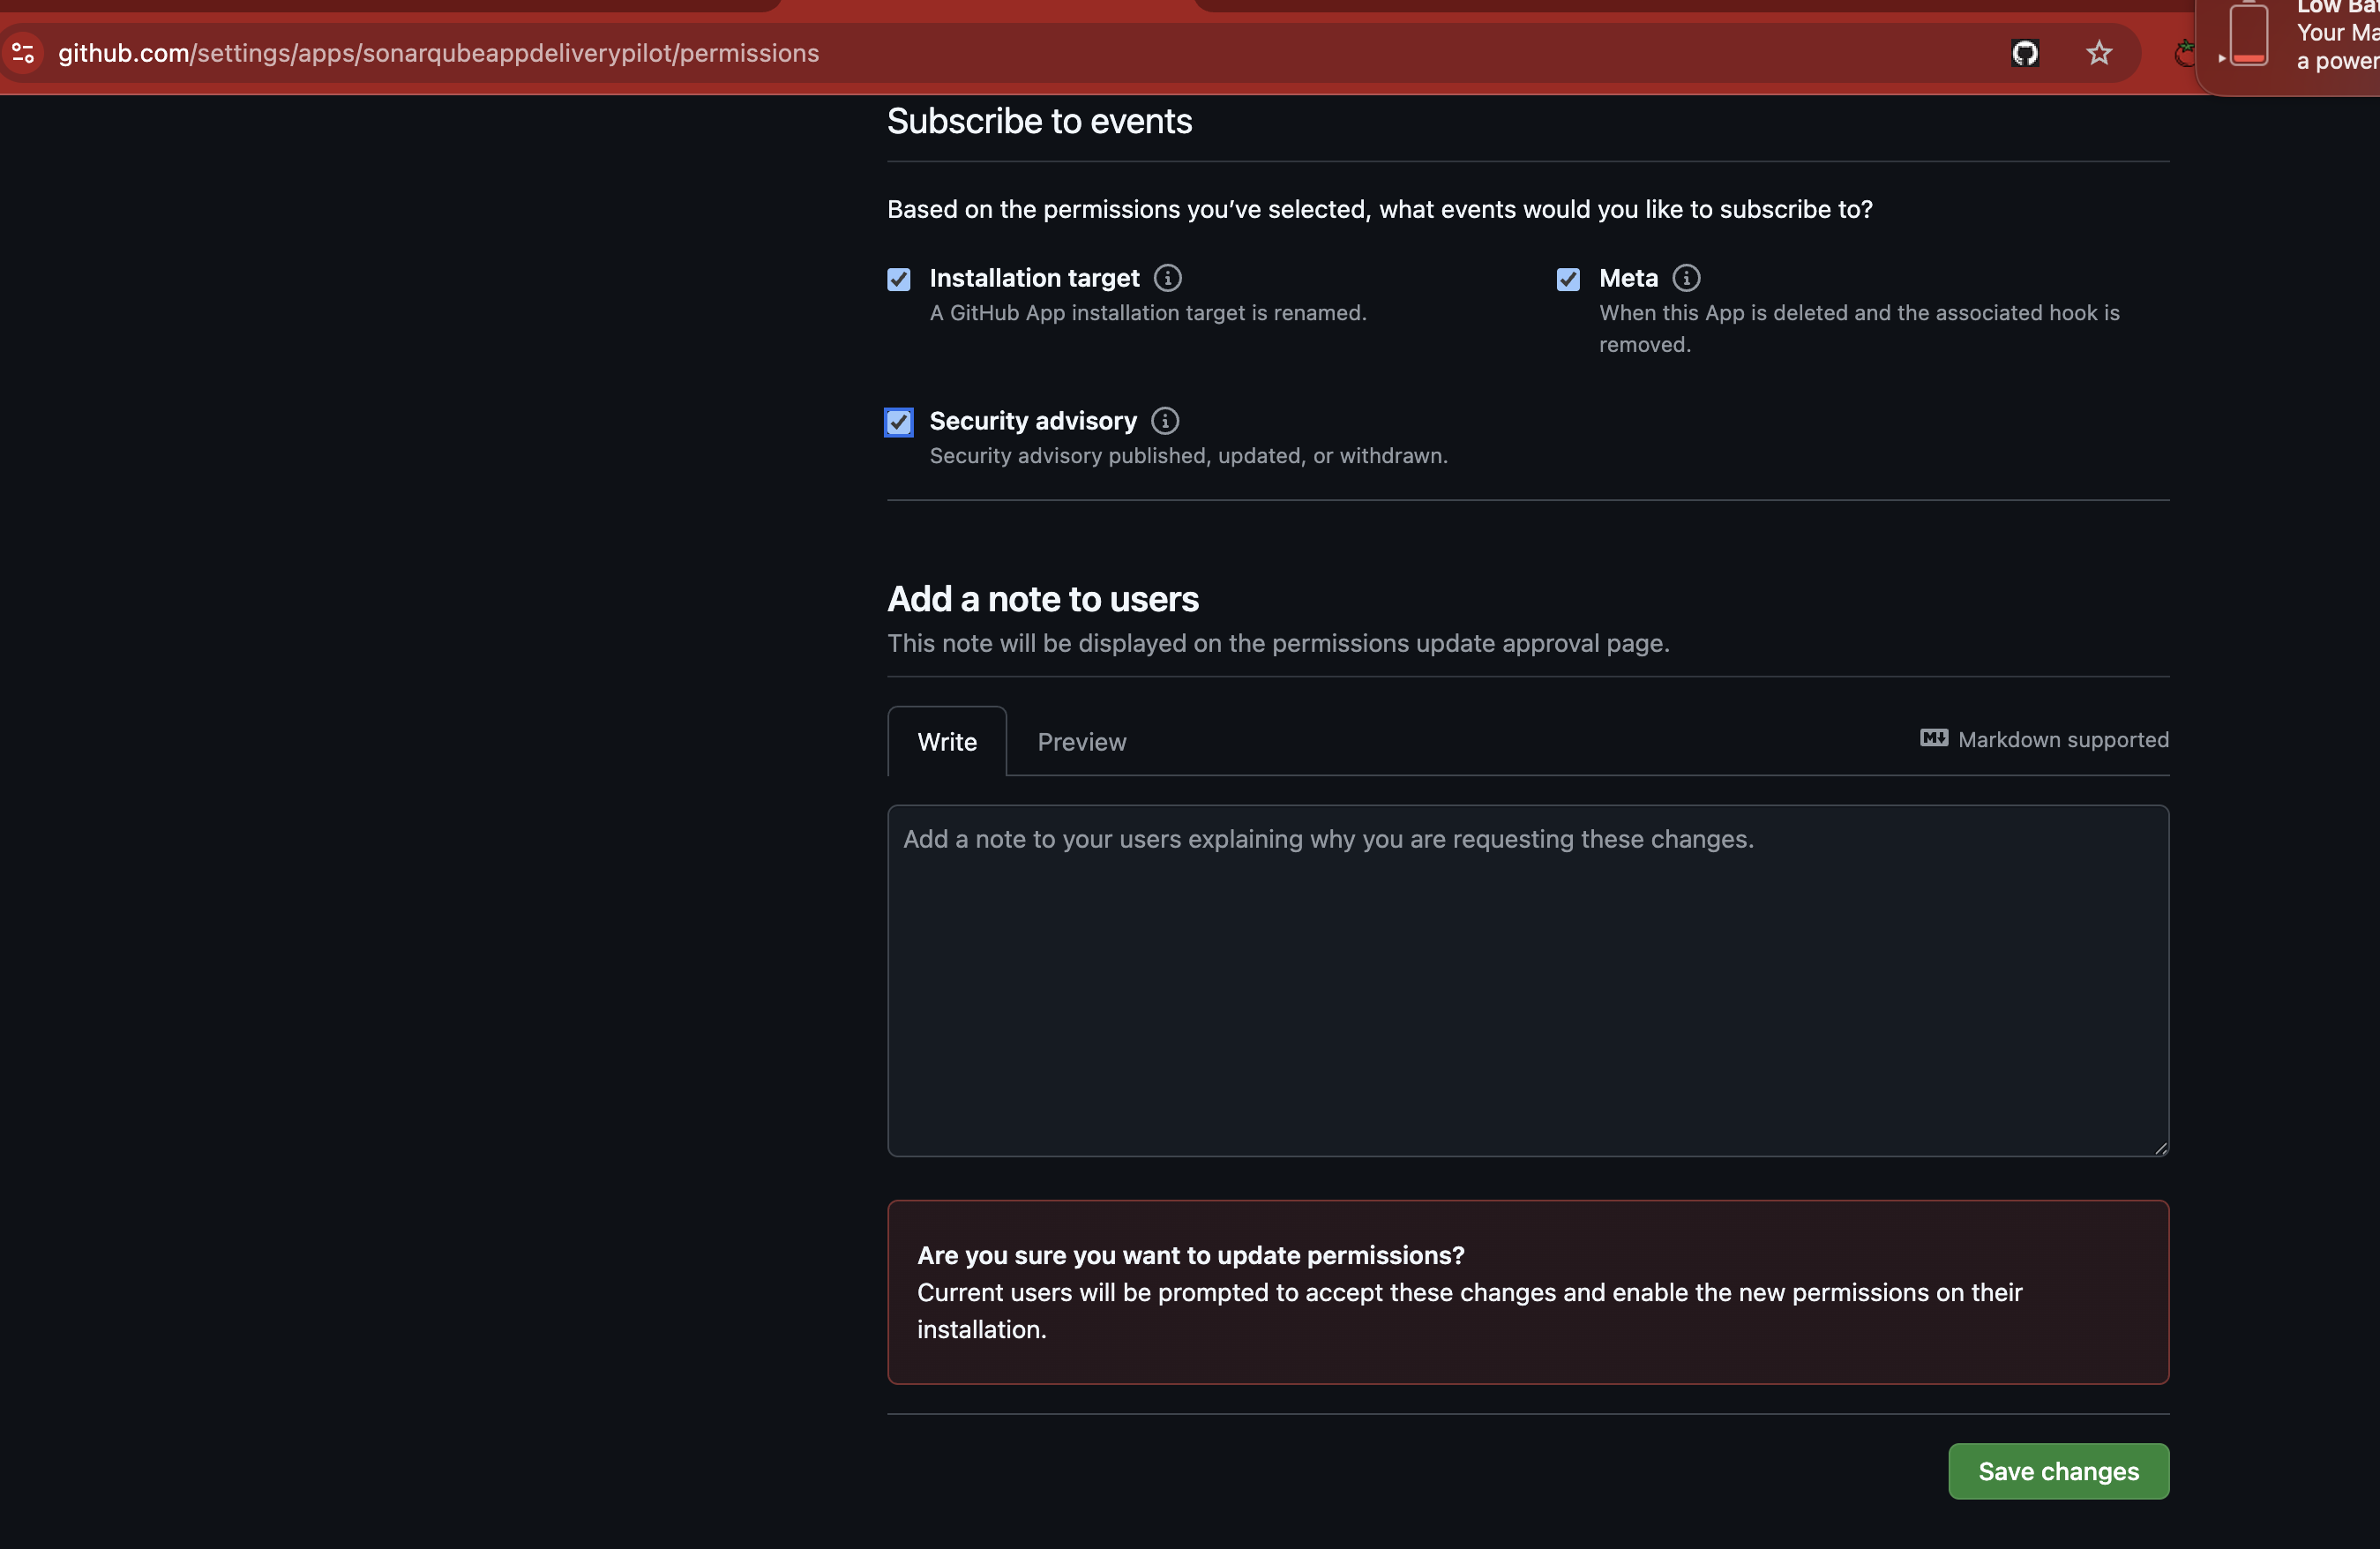 github.com/settings/apps/sonarqubeappdeliverypilot/permissions
Low Bat
Your Ma
a power
Subscribe to events
Based on the permissions you’ve selected, what events would you like to subscribe to?
Installation target
A GitHub App installation target is renamed.
Meta
When this App is deleted and the associated hook is
removed.
Security advisory
Security advisory published, updated, or withdrawn.
Add a note to users
This note will be displayed on the permissions update approval page.
Write Preview Markdown supported
Add a note to your users explaining why you are requesting these changes.
Are you sure you want to update permissions?
Current users will be prompted to accept these changes and enable the new permissions on their
installation.
Save changes